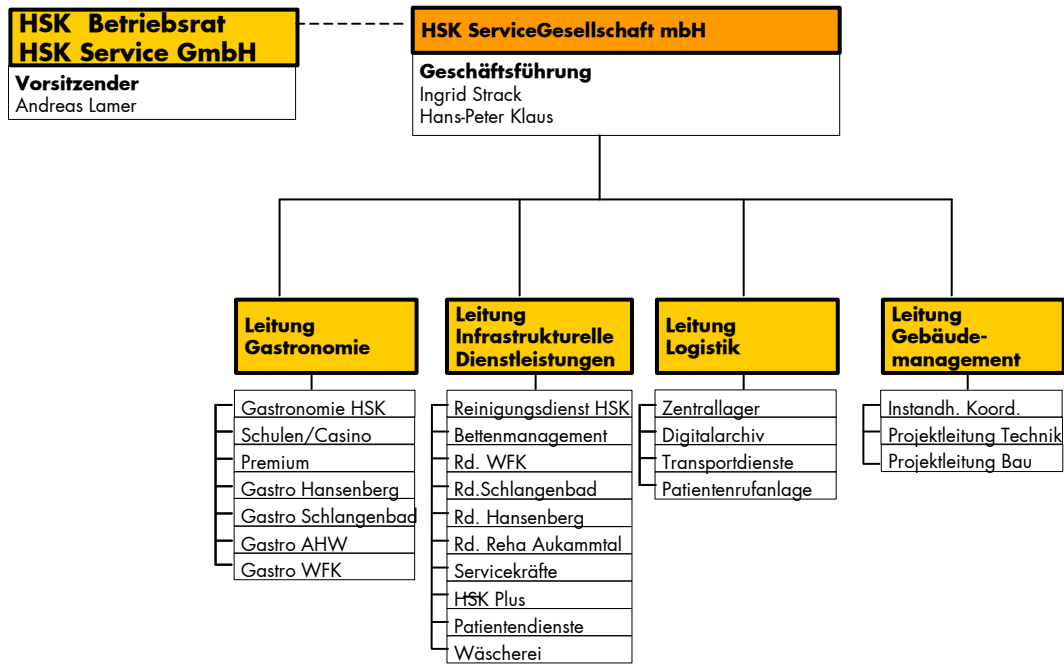 HSK Betriebsrat
HSK Service GmbH
Vorsitzender
Andreas Lamer
HSK ServiceGesellschaft mbH
Geschäftsführung
Ingrid Strack
Hans-Peter Klaus
Leitung
Gastronomie
Gastronomie HSK
Schulen/Casino
Premium
Gastro Hansenberg
Gastro Schlangenbad
Gastro AHW
Gastro WFK
Leitung
Infrastrukturelle
Dienstleistungen
Reinigungsdienst HSK
Bettenmanagement
Rd. WFK
Rd.Schlangenbad
Rd. Hansenberg
Rd. Reha Aukammtal
Servicekräfte
HSK Plus
Patientendienste
Wäscherei
Leitung
Logistik
Zentrallager
Digitalarchiv
Transportdienste
Patientenrufanlage
Leitung
Gebäude-
management
Instandh. Koord.
Projektleitung Technik
Projektleitung Bau